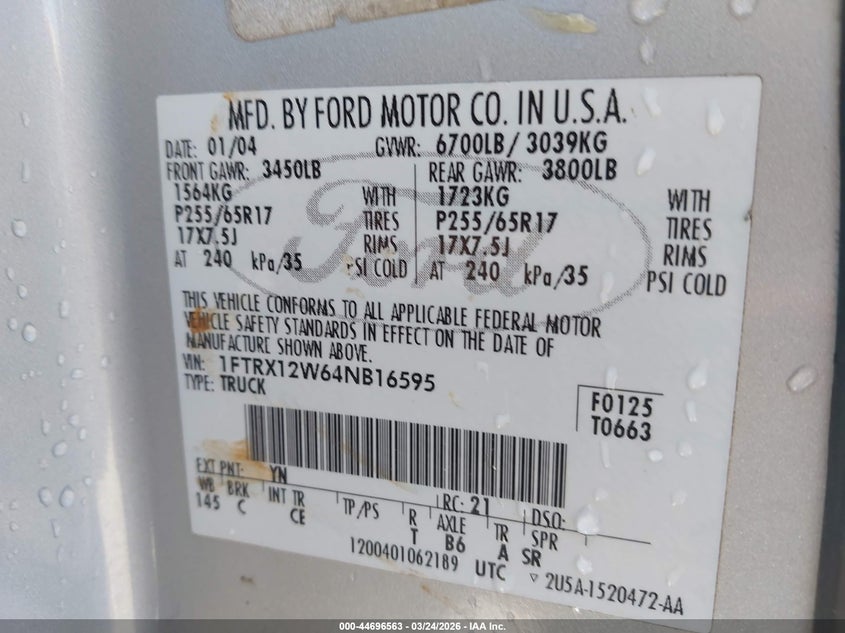 MFD. BY FORD MOTOR CO. IN U.S.A.
DATE: 01/04 GVWR: 6700LB/ 3039KG
FRONT GAWR: 3450LB REAR GAWR: 3800LB
1564KG WITH 1723KG WITH
P255/65R17 TIRES P255/65R17 TIRES
17X7.5J RIMS 17X7.5J RIMS
AT 240 kPa/35 PSI COLD AT 240 kPa/35 PSI COLD
Ford
THIS VEHICLE CONFORMS TO ALL APPLICABLE FEDERAL MOTOR
VEHICLE SAFETY STANDARDS IN EFFECT ON THE DATE OF
MANUFACTURE SHOWN ABOVE.
VIN: 1FTRX12W64NB16595
TYPE: TRUCK
F0125
T0663
EXT PNT: YN RC: 21 DSO:
WB BRK INT TR TP/PS R AXLE TR SPR
145 C CE T B6 A SR
1200401062189 UTC ▽ 2U5A-1520472-AA
000-44696563 - 03/24/2026 - IAA Inc.